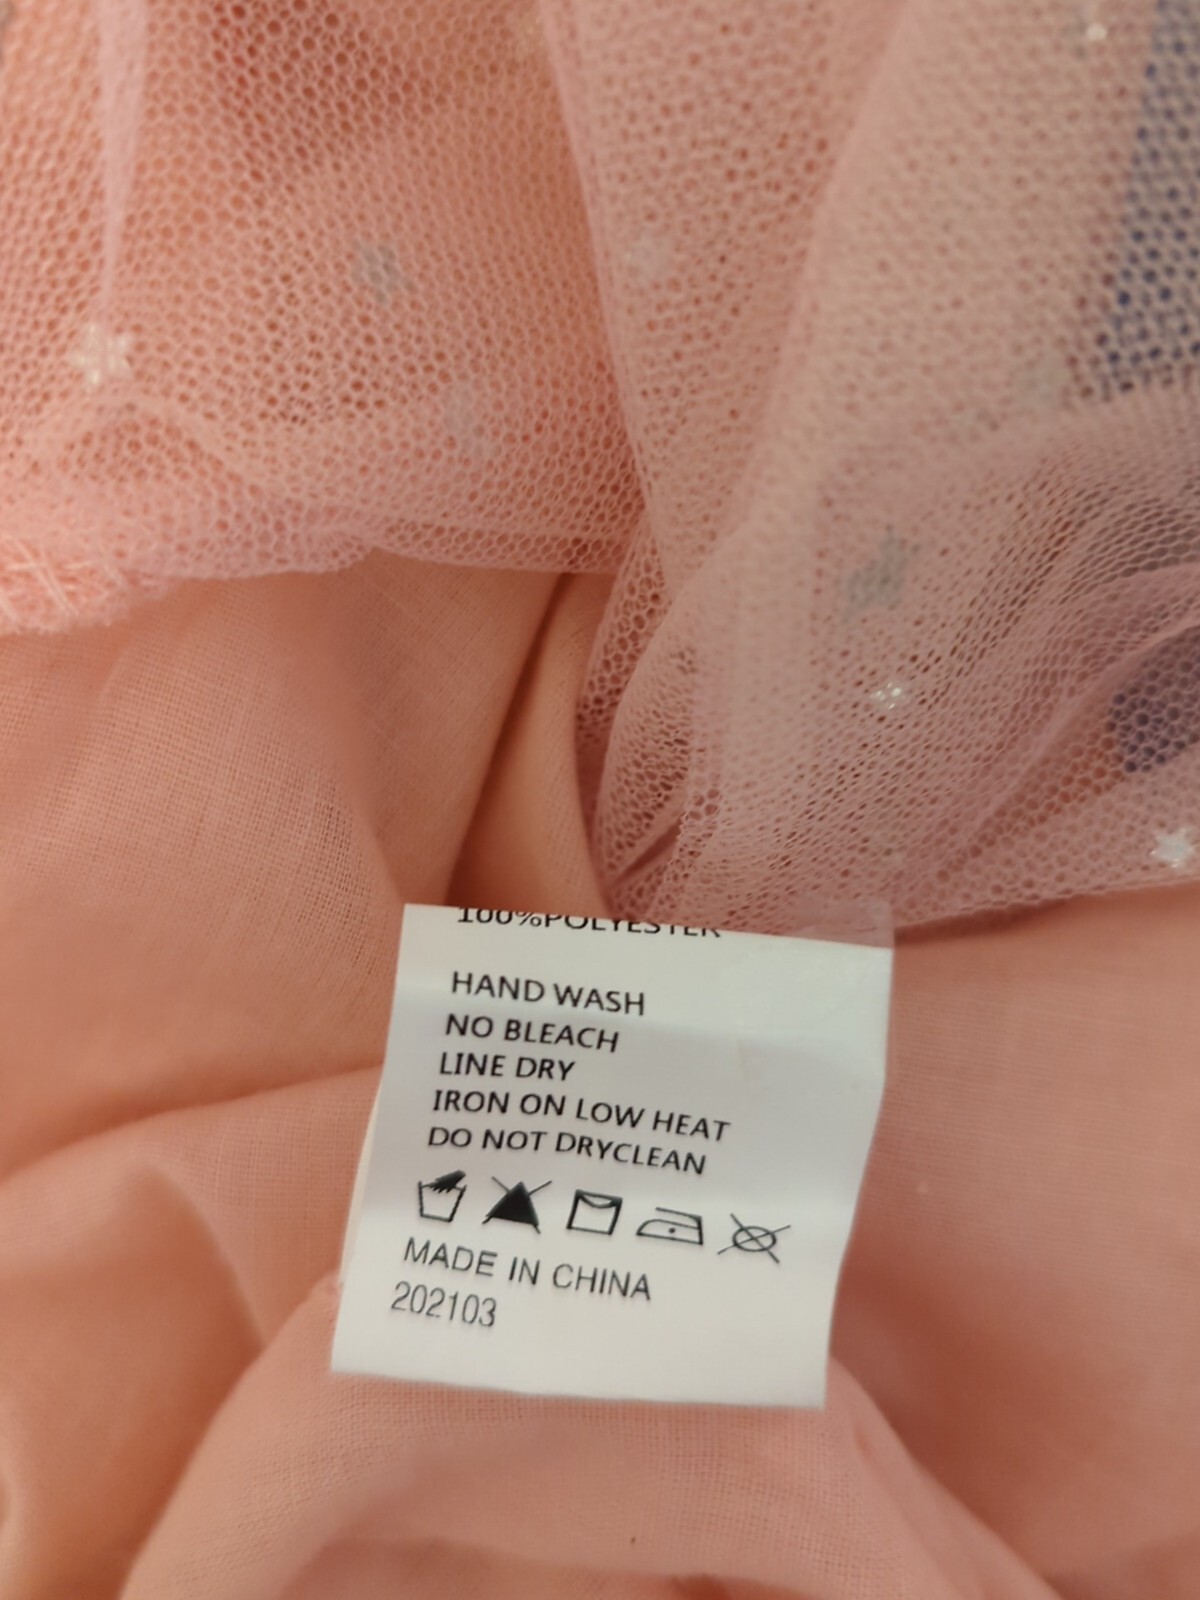 100%POLYESTER
HAND WASH
NO BLEACH
LINE DRY
IRON ON LOW HEAT
DO NOT DRYCLEAN
MADE IN CHINA
202103